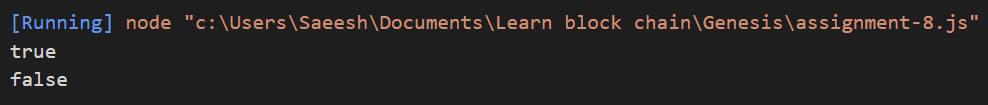 [Running] node "c:\Users\Saeesh\Documents\Learn block chain\Genesis\assignment-8.js"
true
false